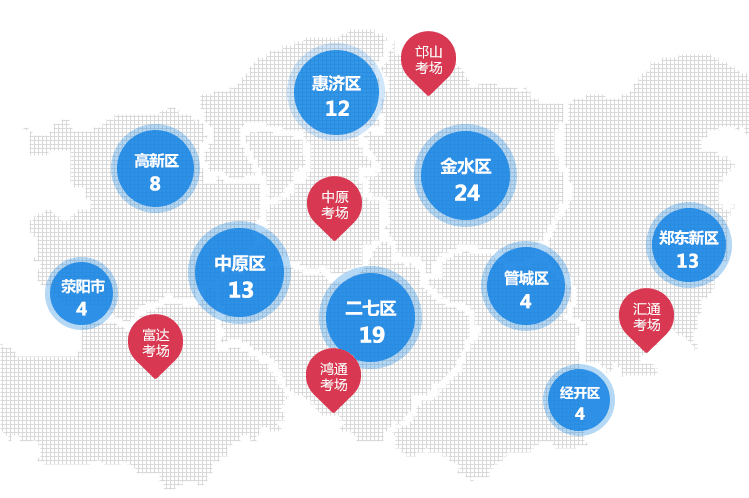 邙山
考场
惠济区
12
高新区
8
金水区
24
中原
考场
郑东新区
13
中原区
13
管城区
4
荥阳市
4
二七区
19
汇通
考场
富达
考场
鸿通
考场
经开区
4